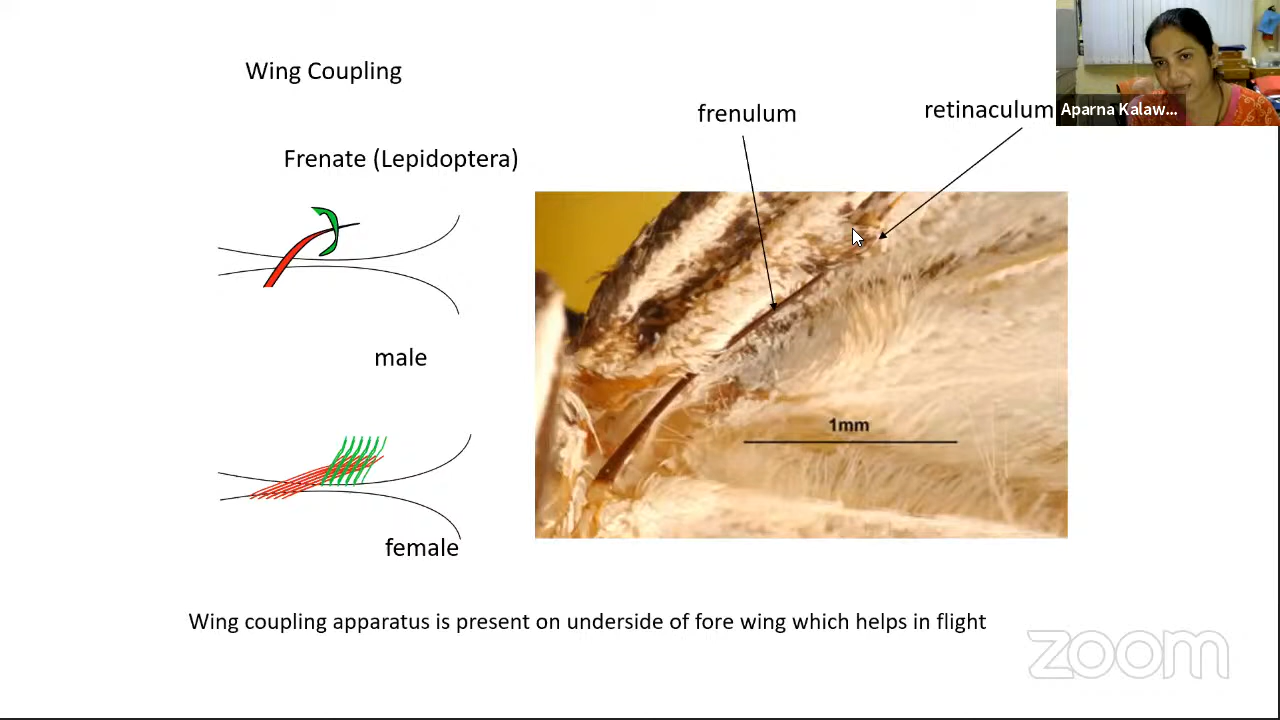 Wing Coupling
frenulum
retinaculum
Aparna Kalaw...
Frenate (Lepidoptera)
male
1mm
female
Wing coupling apparatus is present on underside of fore wing which helps in flight
zoom